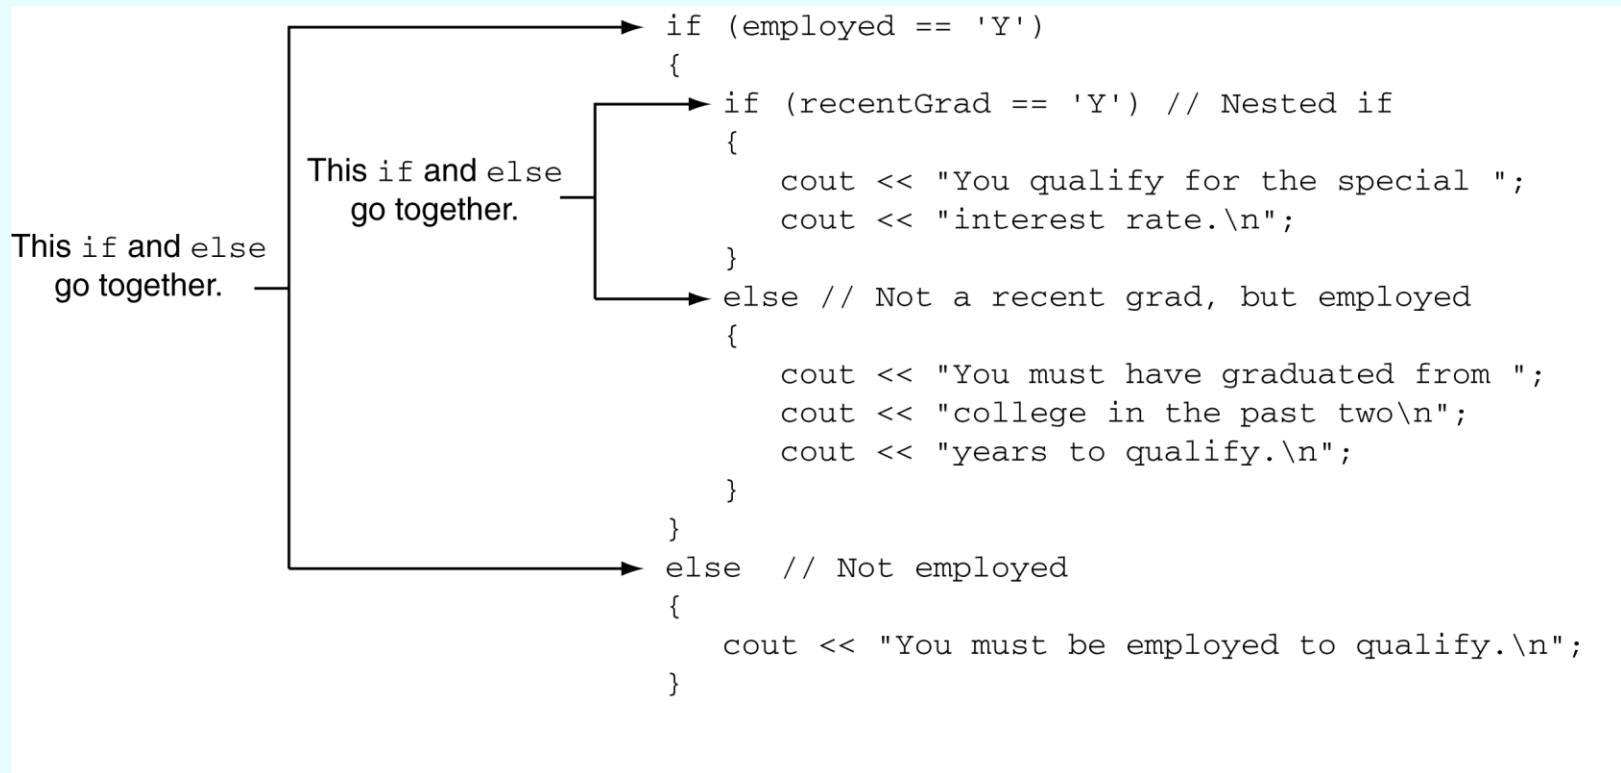 if (employed == 'Y')
{
if (recentGrad == 'Y') // Nested if
{
cout << "You qualify for the special ";
cout << "interest rate.\n";
}
else // Not a recent grad, but employed
{
cout << "You must have graduated from ";
cout << "college in the past two\n";
cout << "years to qualify.\n";
}
}
else // Not employed
{
cout << "You must be employed to qualify.\n";
}
This if and else
go together.
This if and else
go together.